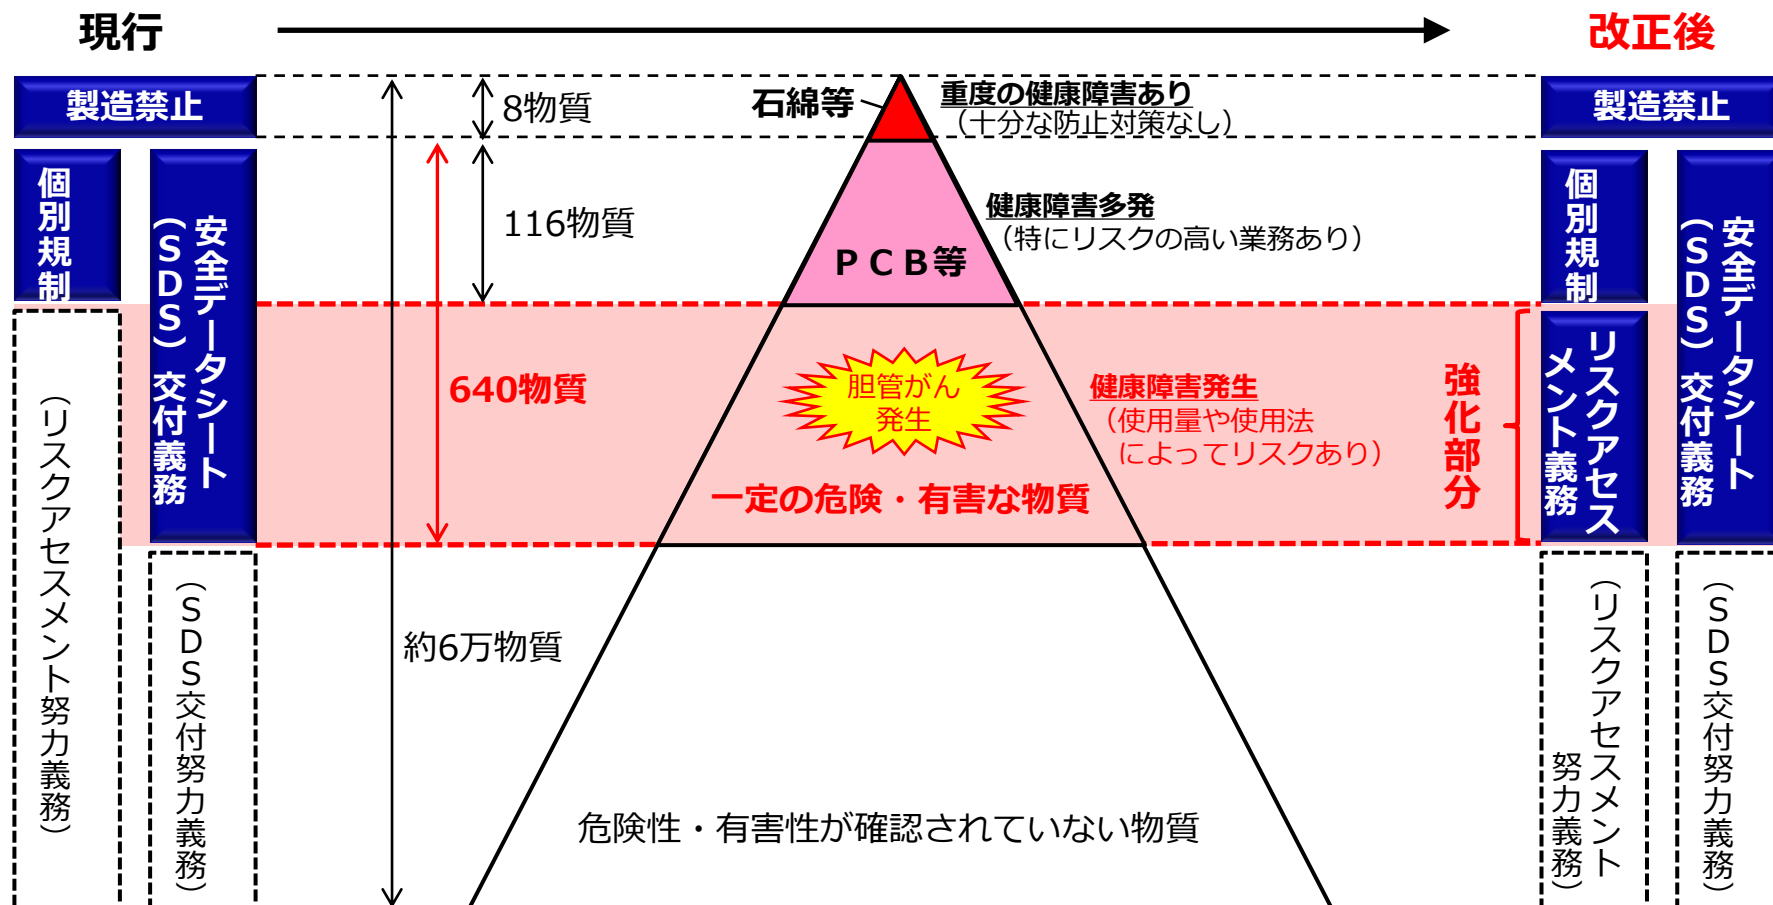 現行
改正後
製造禁止
8物質
石綿等
重度の健康障害あり
（十分な防止対策なし）
製造禁止
個別規制
安全データシート
（ＳＤＳ）交付義務
116物質
ＰＣＢ等
健康障害多発
（特にリスクの高い業務あり）
個別規制
安全データシート
（ＳＤＳ）交付義務
640物質
胆管がん
発生
健康障害発生
（使用量や使用法
によってリスクあり）
強化部分
リスクアセス
メント義務
一定の危険・有害な物質
（リスクアセスメント努力義務）
（ＳＤＳ交付努力義務）
約6万物質
危険性・有害性が確認されていない物質
（リスクアセスメント
努力義務）
（ＳＤＳ交付努力義務）